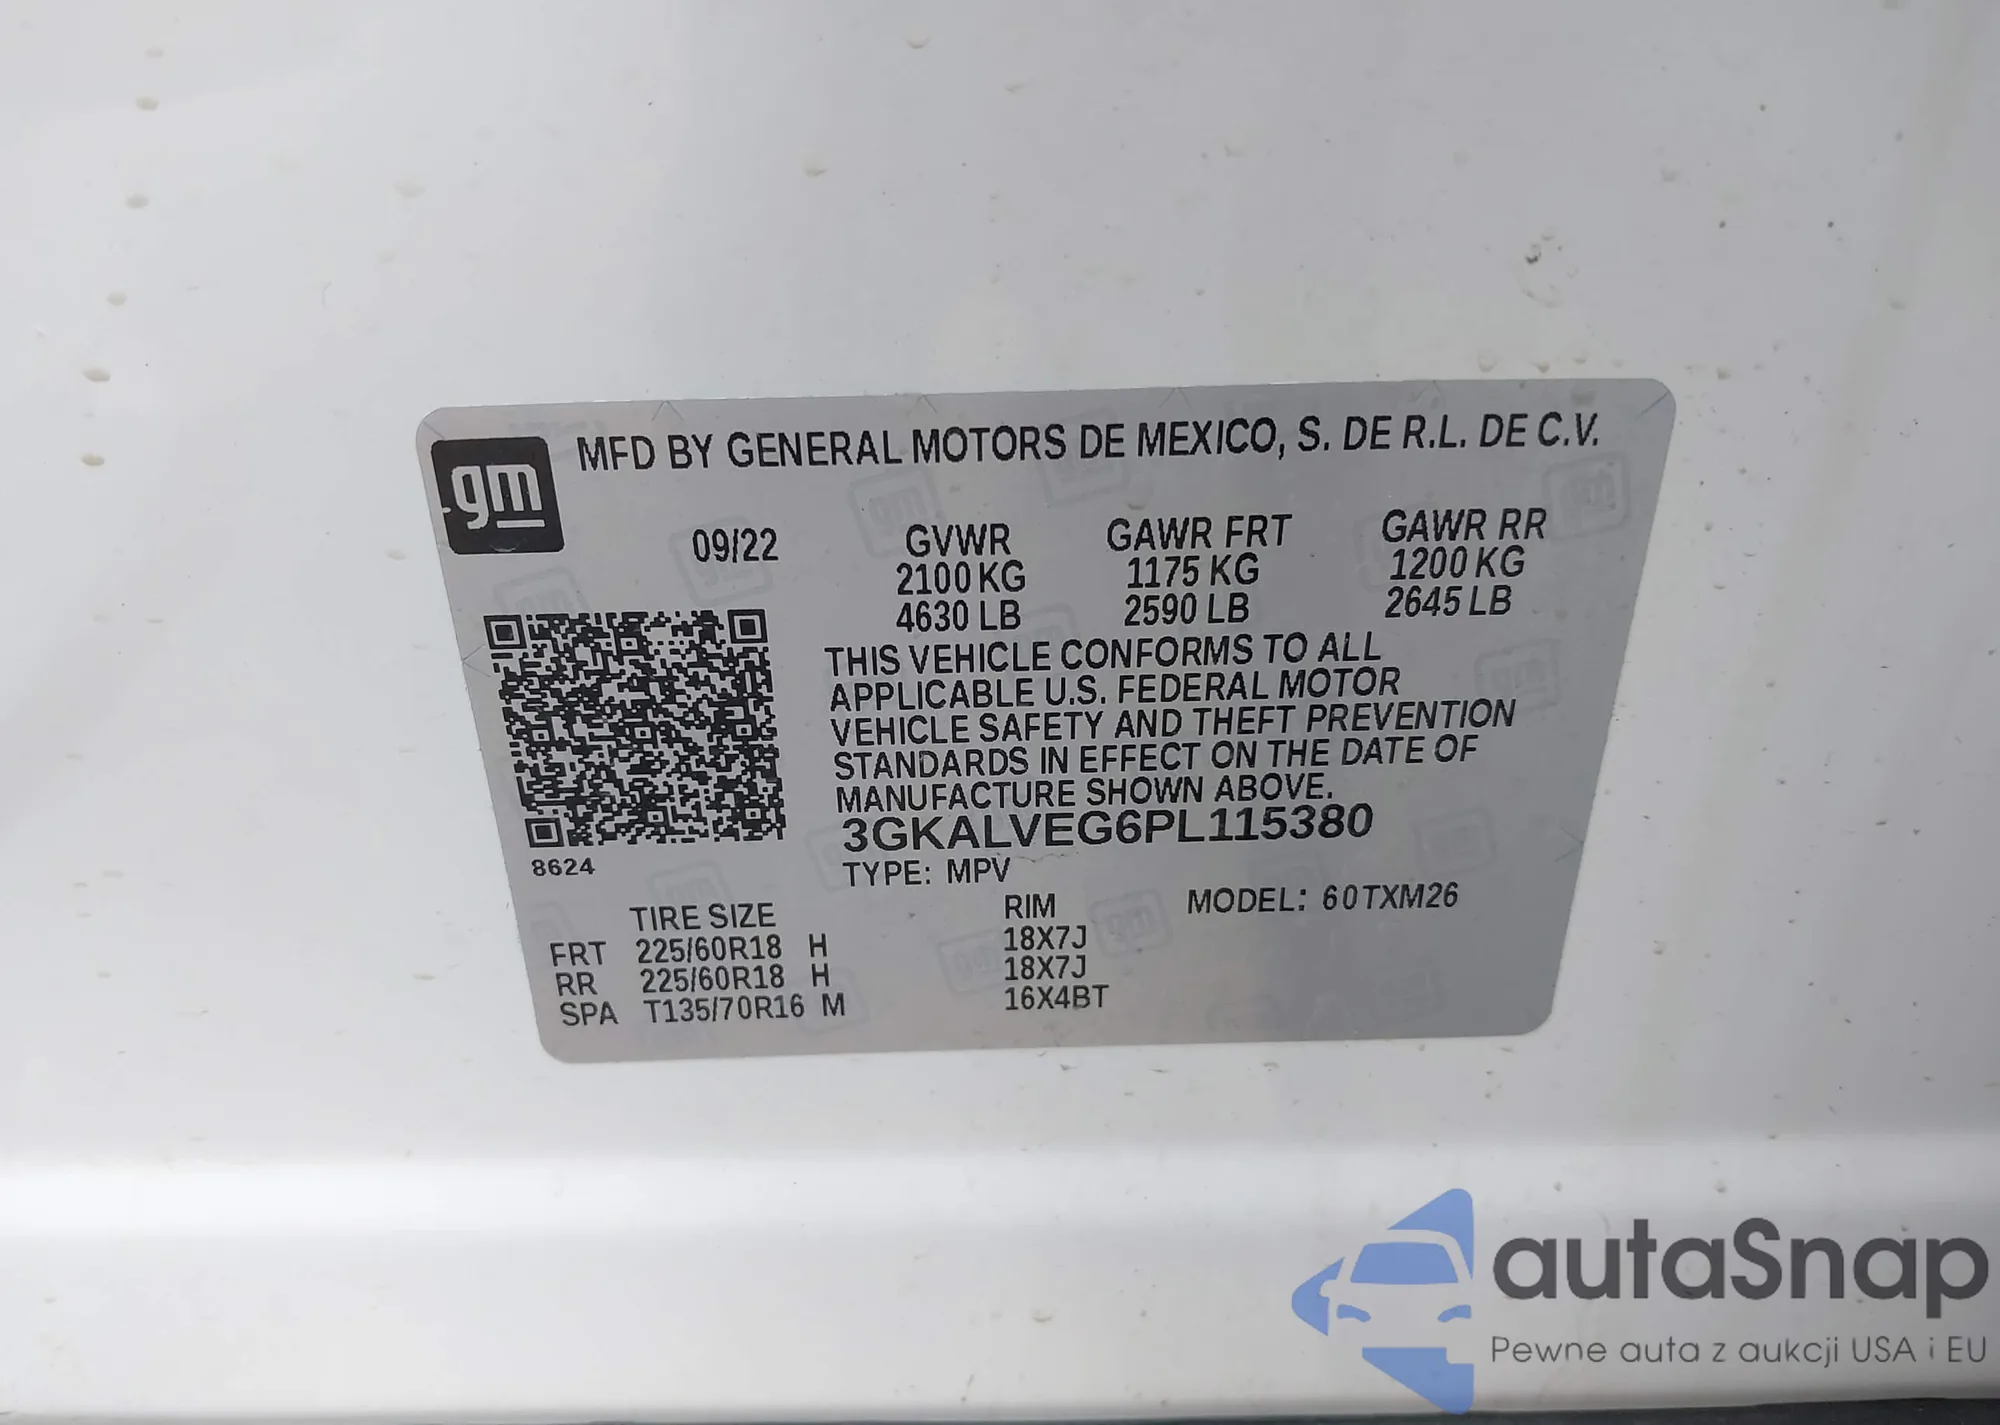 gm
MFD BY GENERAL MOTORS DE MEXICO, S. DE R.L. DE C.V.
09/22 GVWR GAWR FRT GAWR RR
2100 KG 1175 KG 1200 KG
4630 LB 2590 LB 2645 LB
THIS VEHICLE CONFORMS TO ALL
APPLICABLE U.S. FEDERAL MOTOR
VEHICLE SAFETY AND THEFT PREVENTION
STANDARDS IN EFFECT ON THE DATE OF
MANUFACTURE SHOWN ABOVE.
3GKALVEG6PL115380
8624
TYPE: MPV
MODEL: 60TXM26
TIRE SIZE RIM
FRT 225/60R18 H 18X7J
RR 225/60R18 H 18X7J
SPA T135/70R16 M 16X4BT
autaSnap
Pewne auta z aukcji USA i EU